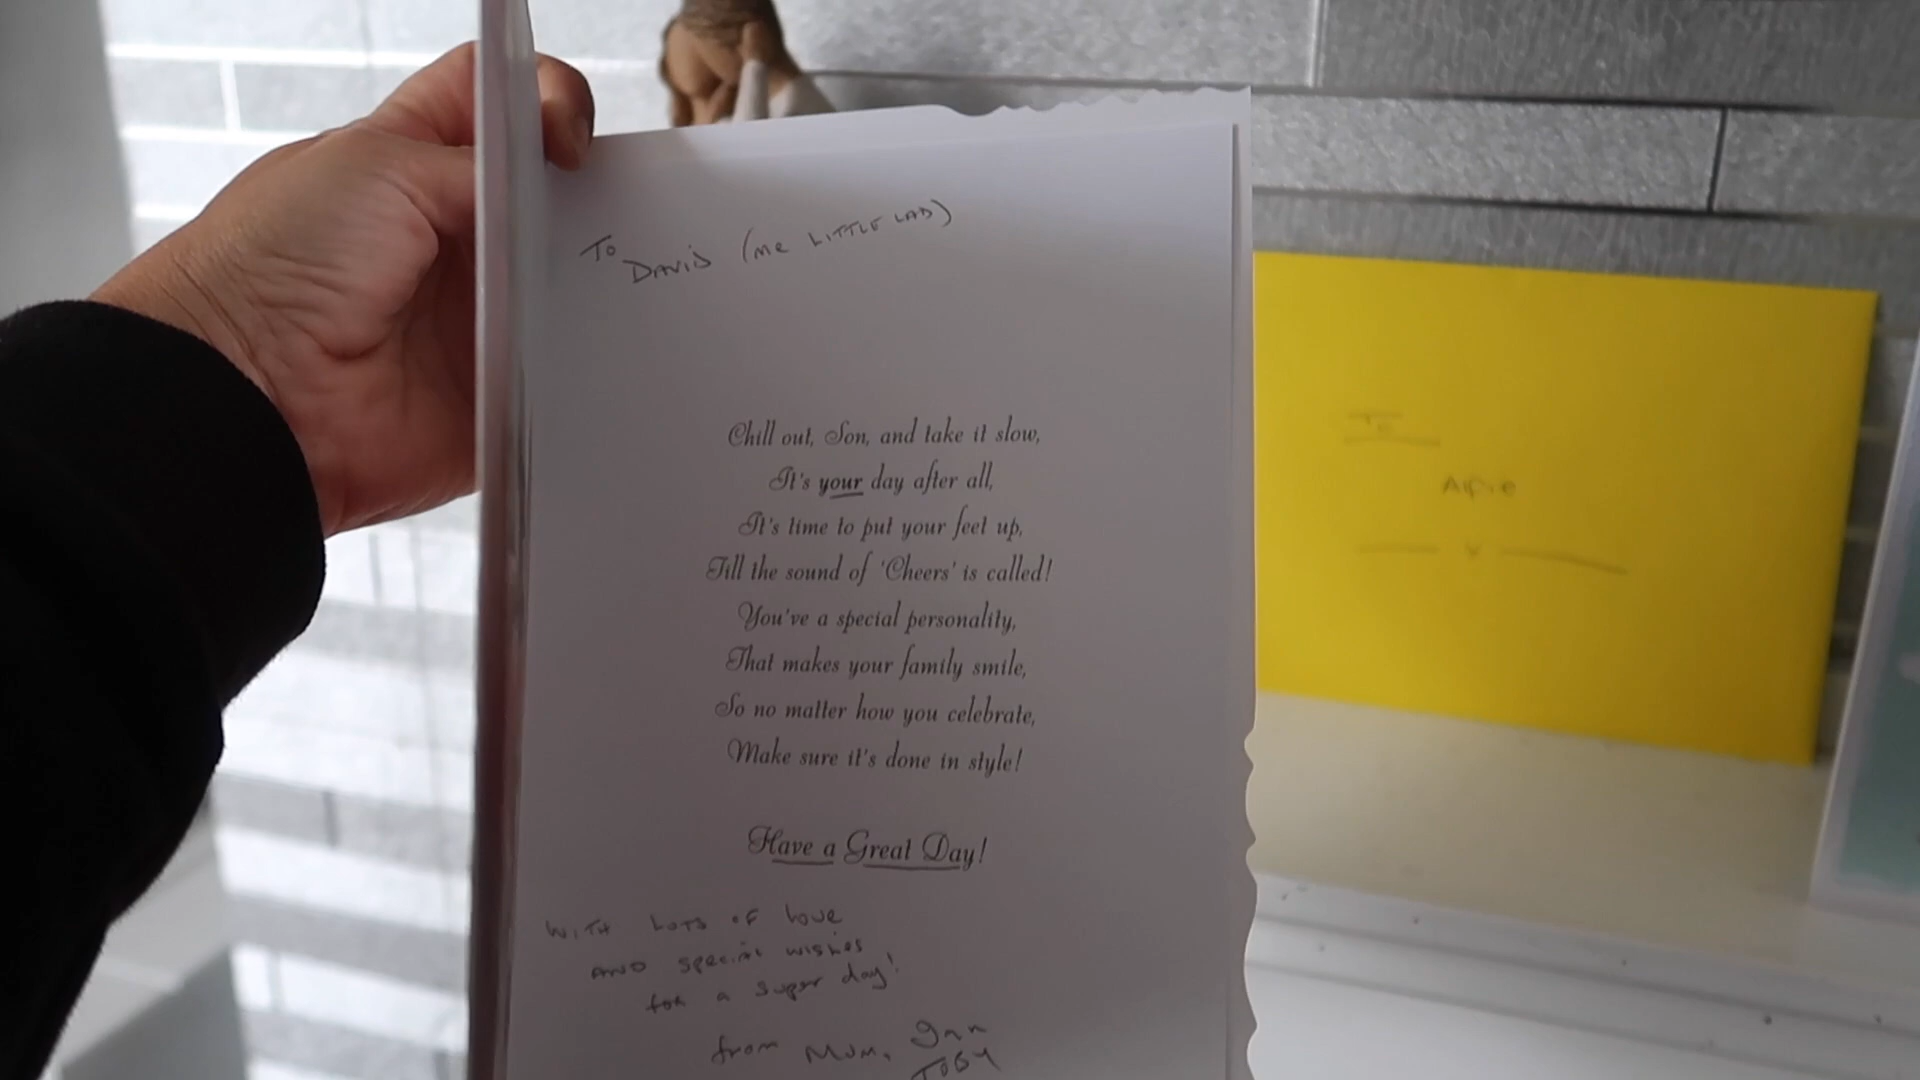 TO DAVID (ME LITTLE LAD)
Chill out, Son, and take it slow,
It's your day after all,
It's time to put your feet up,
Till the sound of 'Cheers' is called!
You've a special personality,
That makes your family smile,
So no matter how you celebrate,
Make sure it's done in style!
Have a Great Day!
WITH LOTS OF love
AND special wishes
for a super day!
from Mum, Ian
TOBY
To
Alfie
x